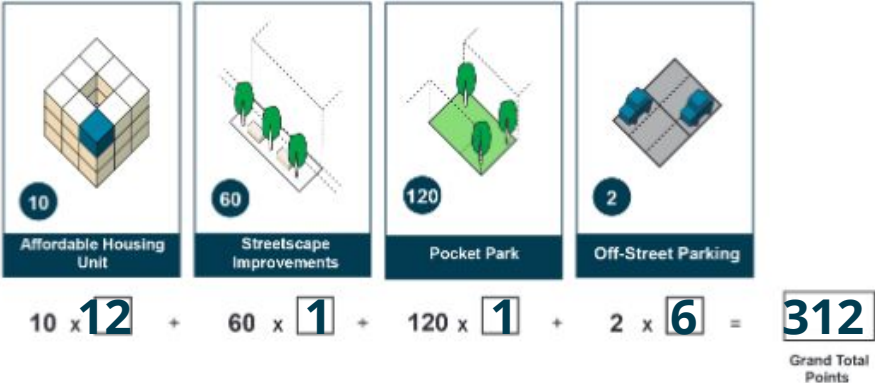 10
60
120
2
Affordable Housing
Unit
Streetscape
Improvements
Pocket Park
Off-Street Parking
10 x 12 + 60 x 1 + 120 x 1 + 2 x 6 = 312
Grand Total
Points